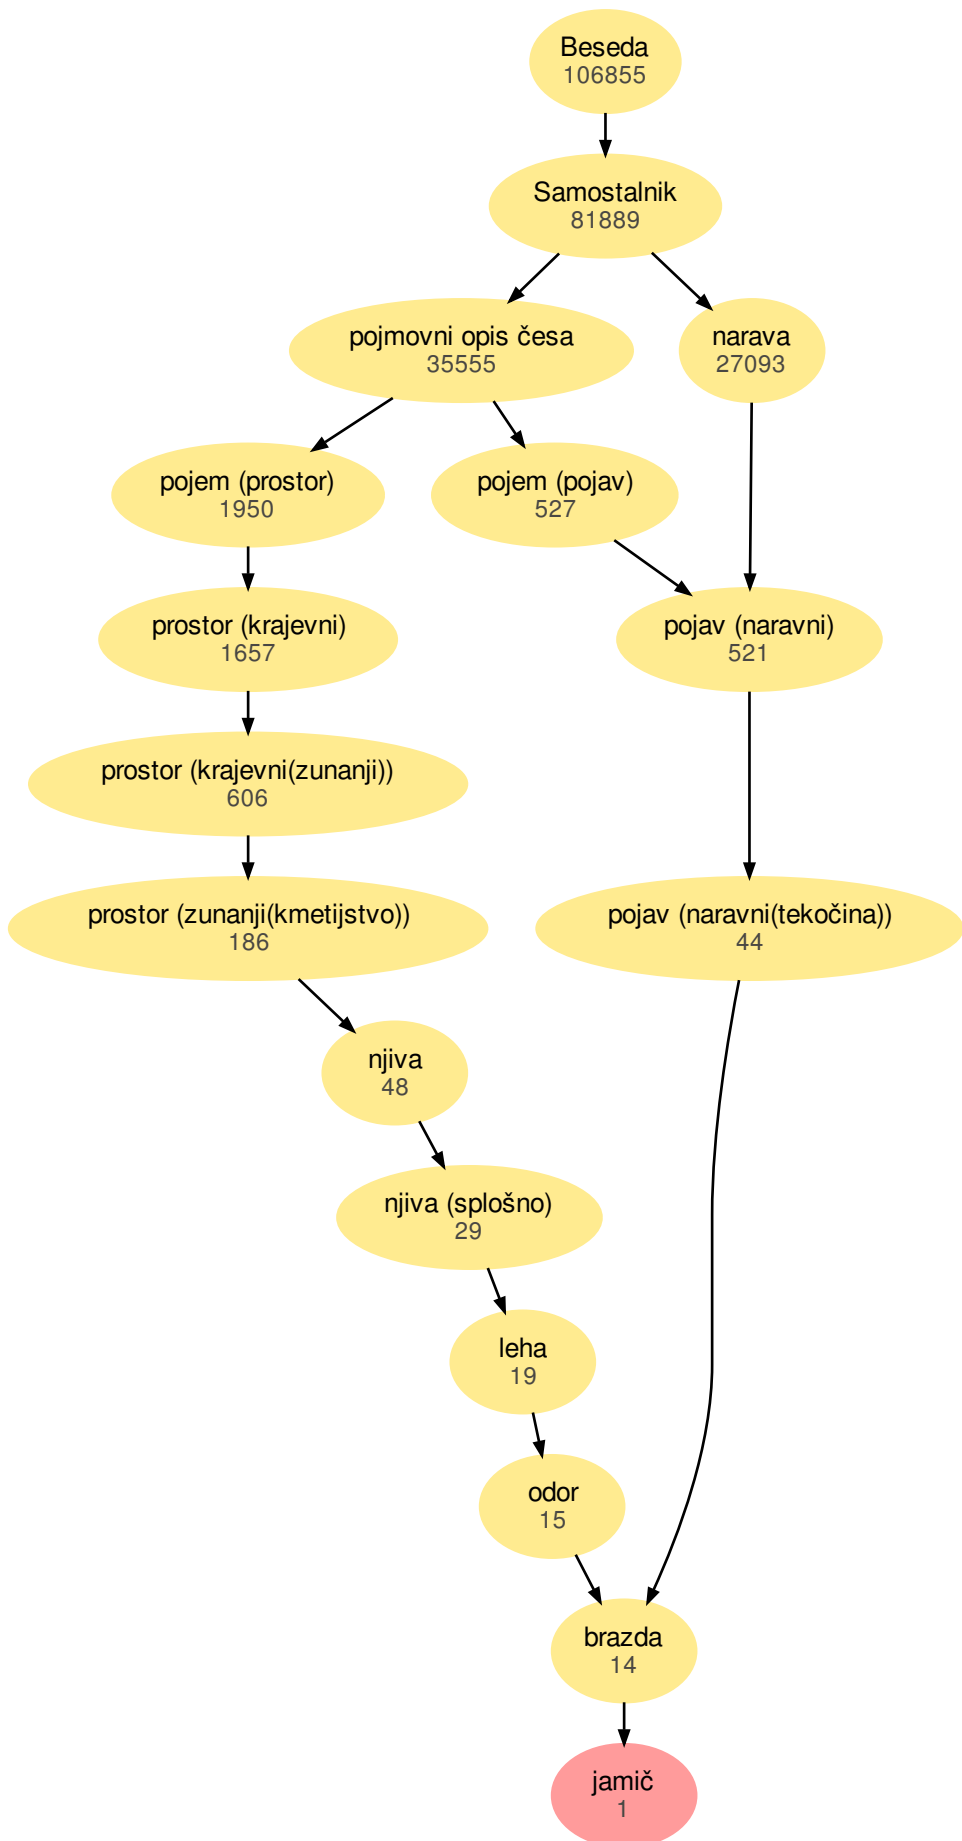 Beseda
106855
Samostalnik
81889
pojmovni opis česa
35555
narava
27093
pojem (prostor)
1950
pojem (pojav)
527
prostor (krajevni)
1657
pojav (naravni)
521
prostor (krajevni(zunanji))
606
prostor (zunanji(kmetijstvo))
186
pojav (naravni(tekočina))
44
njiva
48
njiva (splošno)
29
leha
19
odor
15
brazda
14
jamič
1